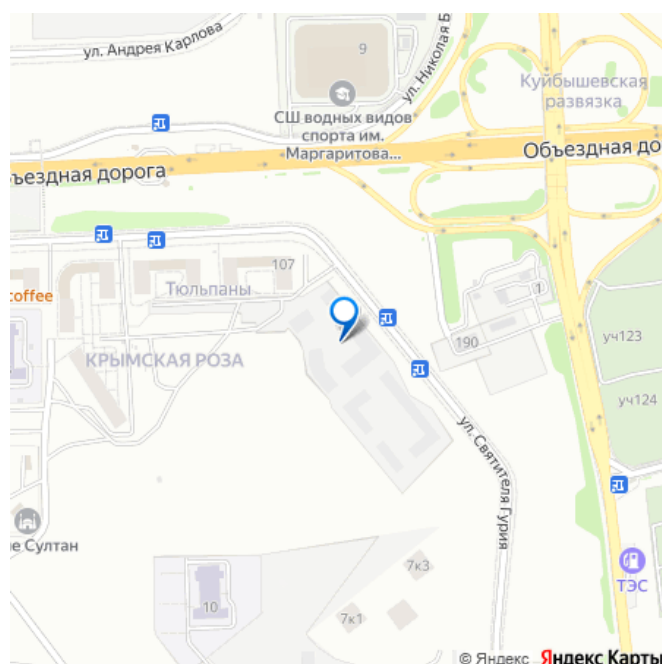 ул. Андрея Карлова
9
ул. Николая Б
СШ водных видов
спорта им.
Маргаритова...
Куйбышевская
развязка
Объездная до
ъездная дорога
107
Тюльпаны
coffee
КРЫМСКАЯ РОЗА
1
190
уч123
уч124
ул. Святителя Гурия
е Султан
10
7к3
7к1
ТЭС
© Яндекс Яндекс Карты